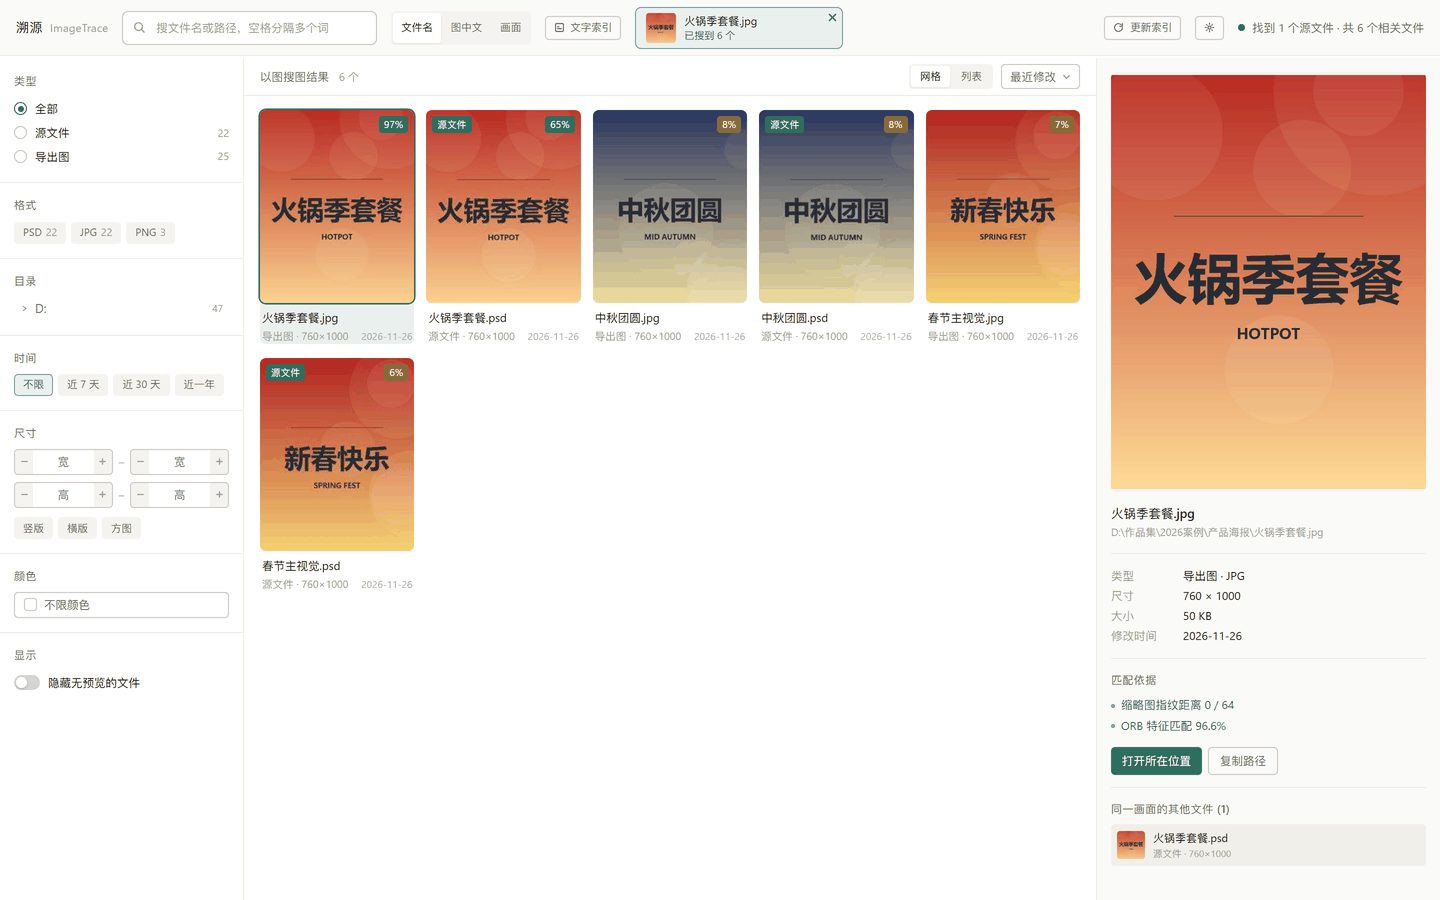 溯源 ImageTrace
搜文件名或路径，空格分隔多个词
文件名 图中文 画面
文字索引
火锅季套餐.jpg
已搜到 6 个
更新索引
找到 1 个源文件 · 共 6 个相关文件
类型
全部
源文件 22
导出图 25
格式
PSD 22 JPG 22 PNG 3
目录
D: 47
时间
不限 近 7 天 近 30 天 近一年
尺寸
− 宽 + – − 宽 +
− 高 + – − 高 +
竖版 横版 方图
颜色
不限颜色
显示
隐藏无预览的文件
以图搜图结果 6 个
网格 列表 最近修改
97%
火锅季套餐
HOTPOT
火锅季套餐.jpg
导出图 · 760×1000 2026-11-26
源文件 65%
火锅季套餐
HOTPOT
火锅季套餐.psd
源文件 · 760×1000 2026-11-26
8%
中秋团圆
MID AUTUMN
中秋团圆.jpg
导出图 · 760×1000 2026-11-26
源文件 8%
中秋团圆
MID AUTUMN
中秋团圆.psd
源文件 · 760×1000 2026-11-26
7%
新春快乐
SPRING FEST
春节主视觉.jpg
导出图 · 760×1000 2026-11-26
源文件 6%
新春快乐
SPRING FEST
春节主视觉.psd
源文件 · 760×1000 2026-11-26
火锅季套餐
HOTPOT
火锅季套餐.jpg
D:\作品集\2026案例\产品海报\火锅季套餐.jpg
类型 导出图 · JPG
尺寸 760 × 1000
大小 50 KB
修改时间 2026-11-26
匹配依据
缩略图指纹距离 0 / 64
ORB 特征匹配 96.6%
打开所在位置 复制路径
同一画面的其他文件 (1)
火锅季套餐
火锅季套餐.psd
源文件 · 760×1000